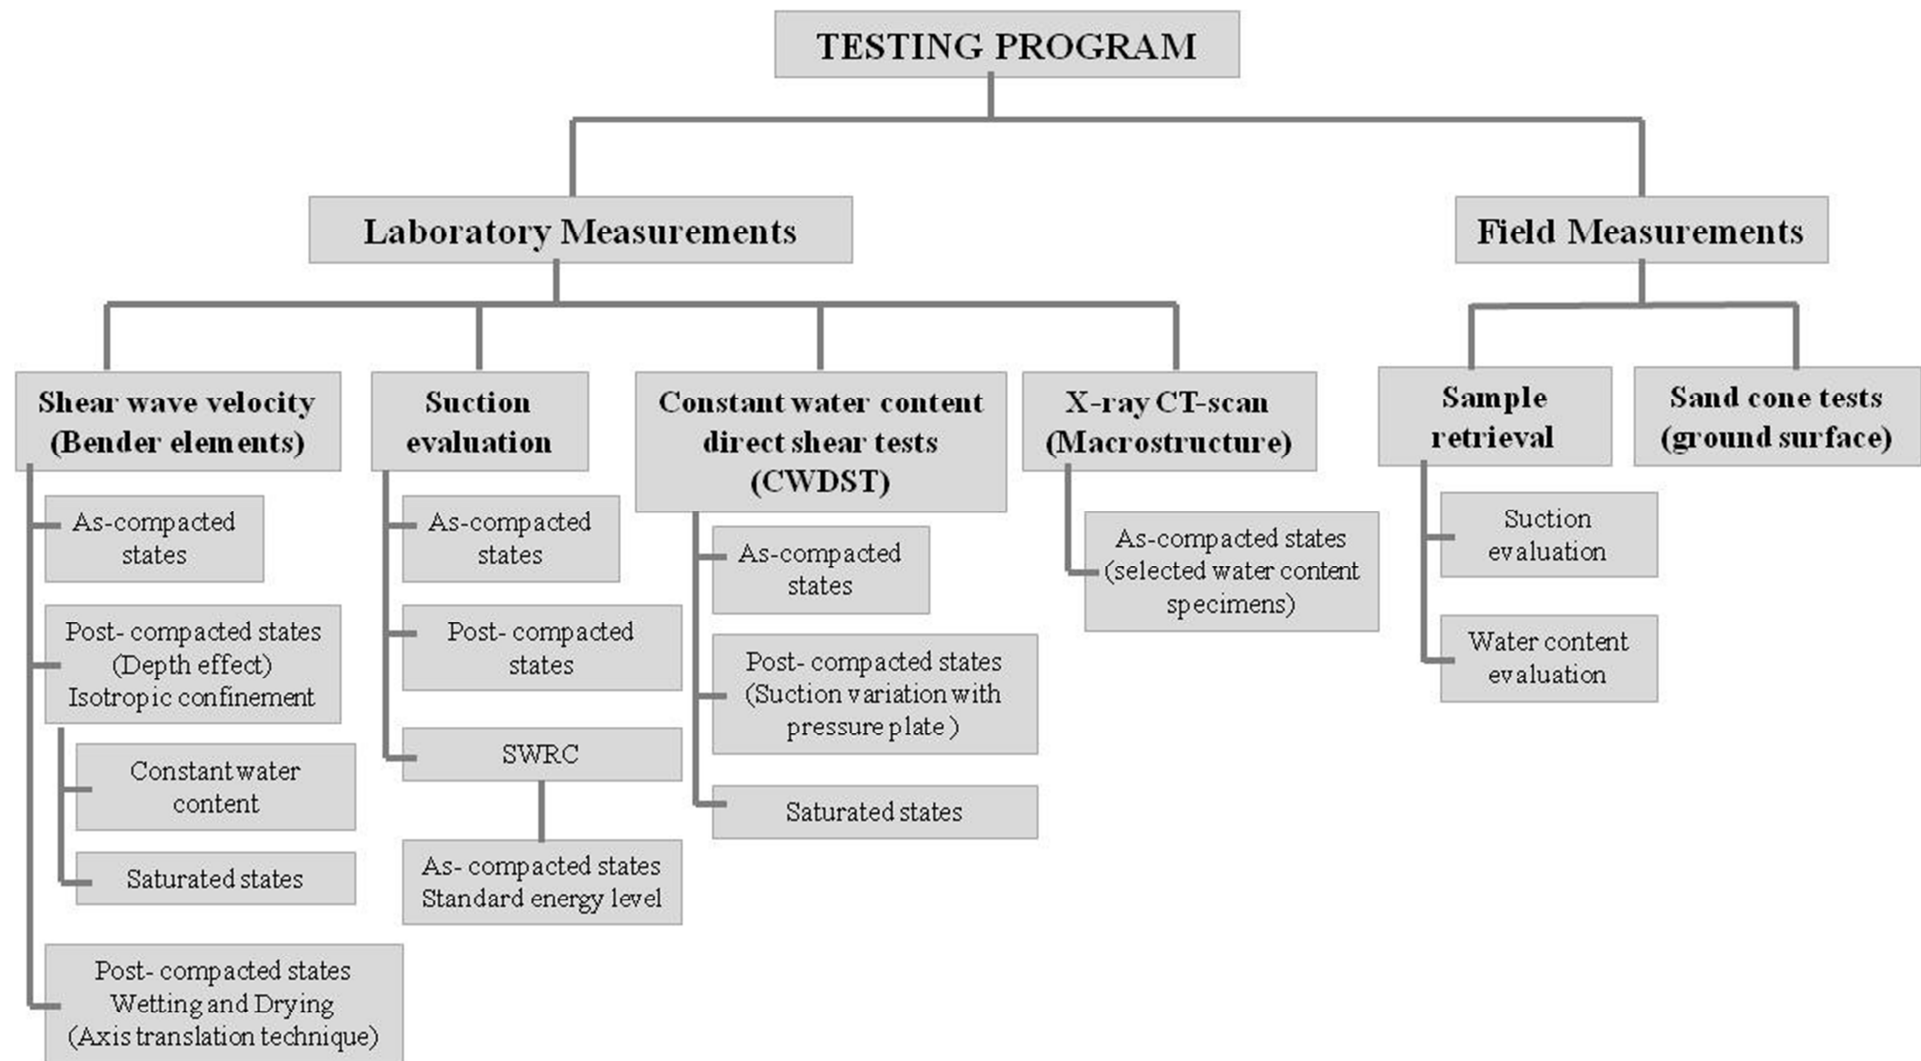 TESTING PROGRAM
Laboratory Measurements
Field Measurements
Shear wave velocity
(Bender elements)
As-compacted
states
Post- compacted states
(Depth effect)
Isotropic confinement
Constant water
content
Saturated states
Post- compacted states
Wetting and Drying
(Axis translation technique)
Suction
evaluation
As-compacted
states
Post- compacted
states
SWRC
As- compacted states
Standard energy level
Constant water content
direct shear tests
(CWDST)
As-compacted
states
Post- compacted states
(Suction variation with
pressure plate )
Saturated states
X-ray CT-scan
(Macrostructure)
As-compacted states
(selected water content
specimens)
Sample
retrieval
Suction
evaluation
Water content
evaluation
Sand cone tests
(ground surface)